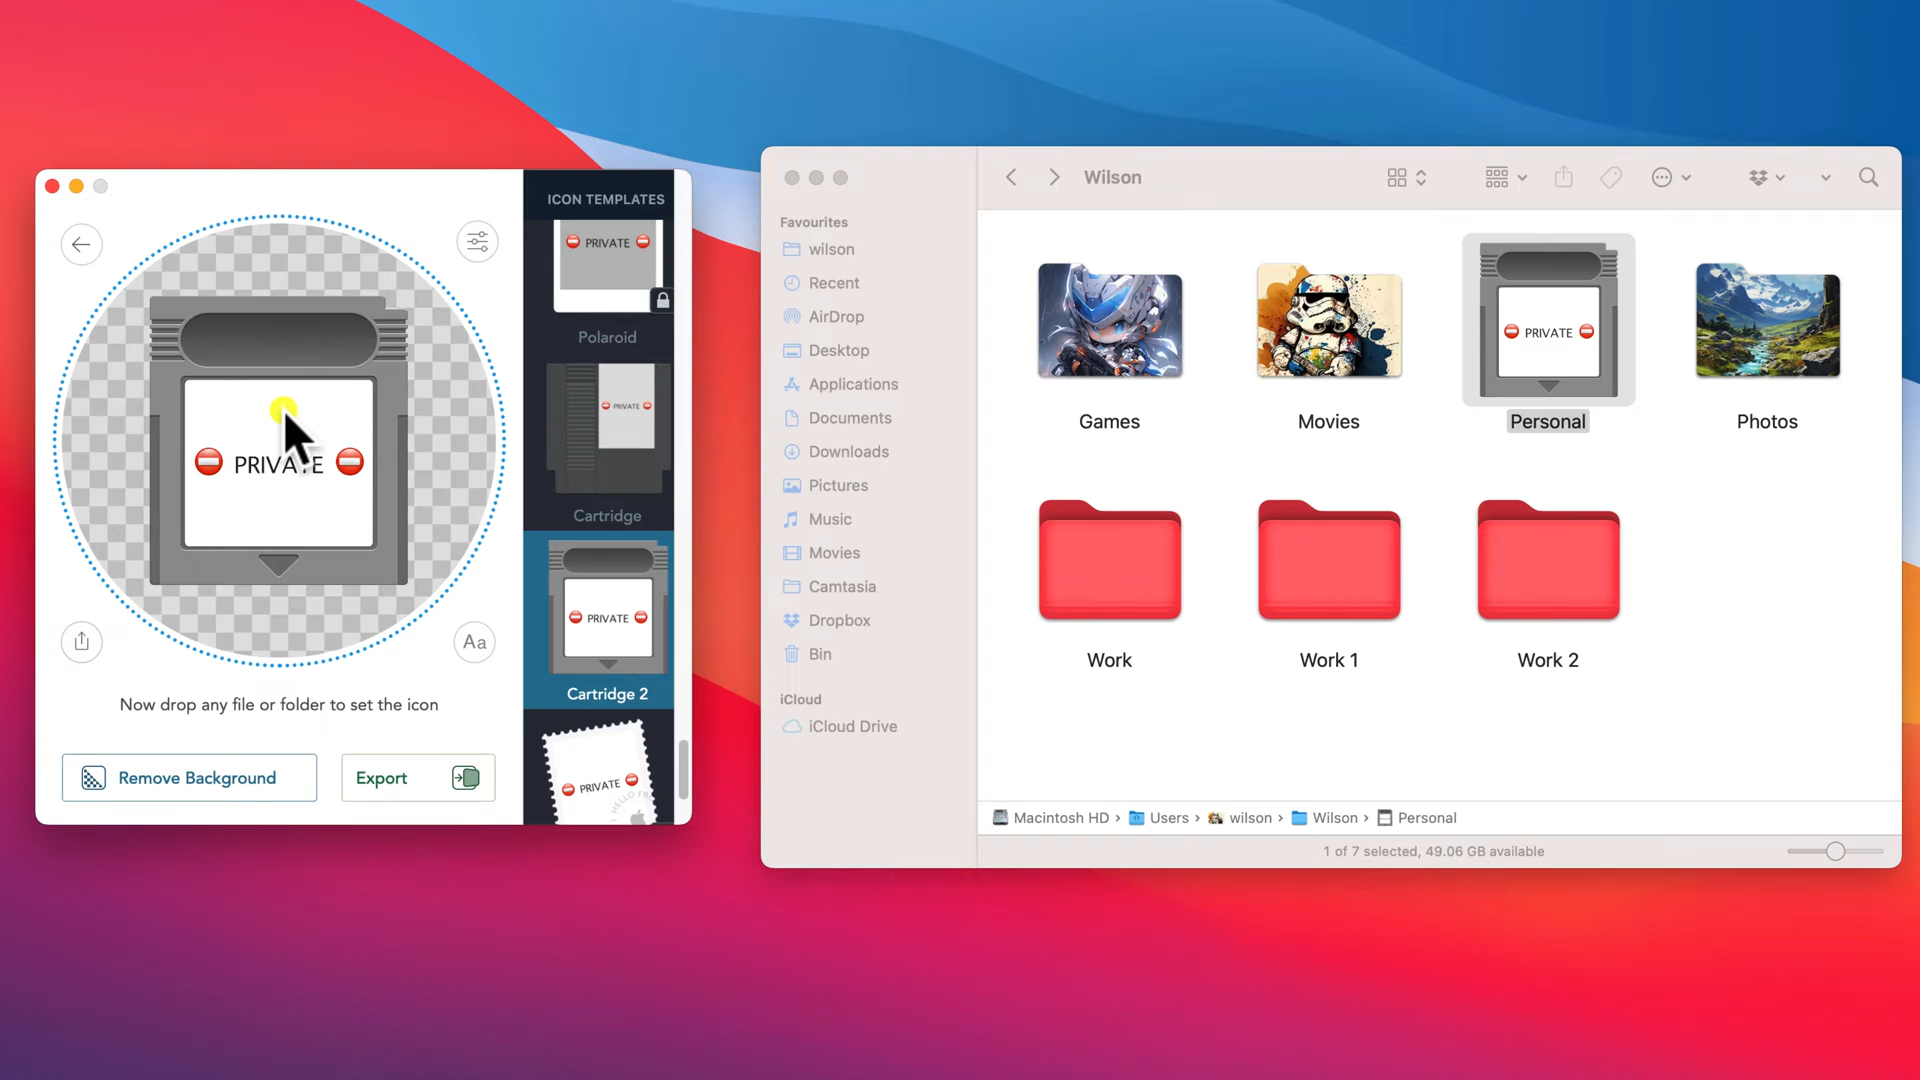 PRIVATE
Now drop any file or folder to set the icon
Remove Background
Export
Aa
ICON TEMPLATES
PRIVATE
Polaroid
PRIVATE
Cartridge
PRIVATE
Cartridge 2
PRIVATE
Wilson
Favourites
wilson
Recent
AirDrop
Desktop
Applications
Documents
Downloads
Pictures
Music
Movies
Camtasia
Dropbox
Bin
iCloud
iCloud Drive
PRIVATE
Games
Movies
Personal
Photos
Work
Work 1
Work 2
Macintosh HD › Users › wilson › Wilson › Personal
1 of 7 selected, 49.06 GB available